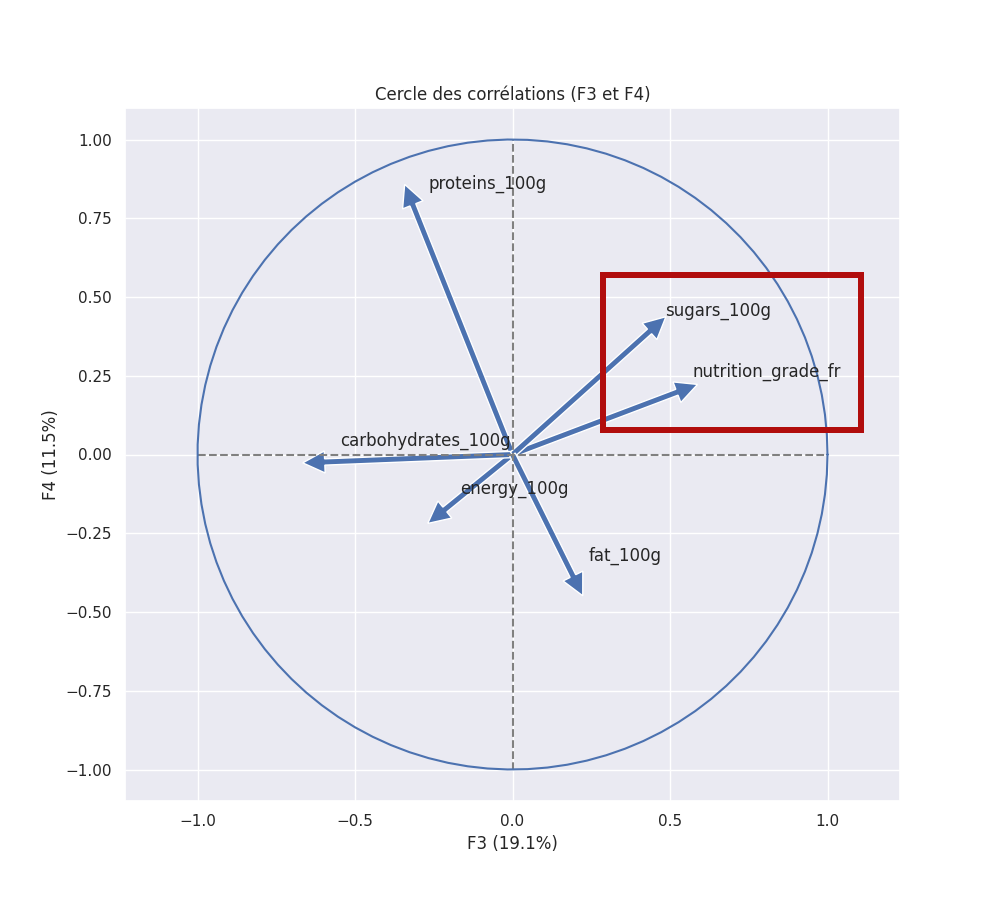 Cercle des corrélations (F3 et F4)
1.00
proteins_100g
0.75
0.50
sugars_100g
0.25
nutrition_grade_fr
carbohydrates_100g
0.00
energy_100g
−0.25
fat_100g
−0.50
−0.75
−1.00
F4 (11.5%)
−1.0 −0.5 0.0 0.5 1.0
F3 (19.1%)